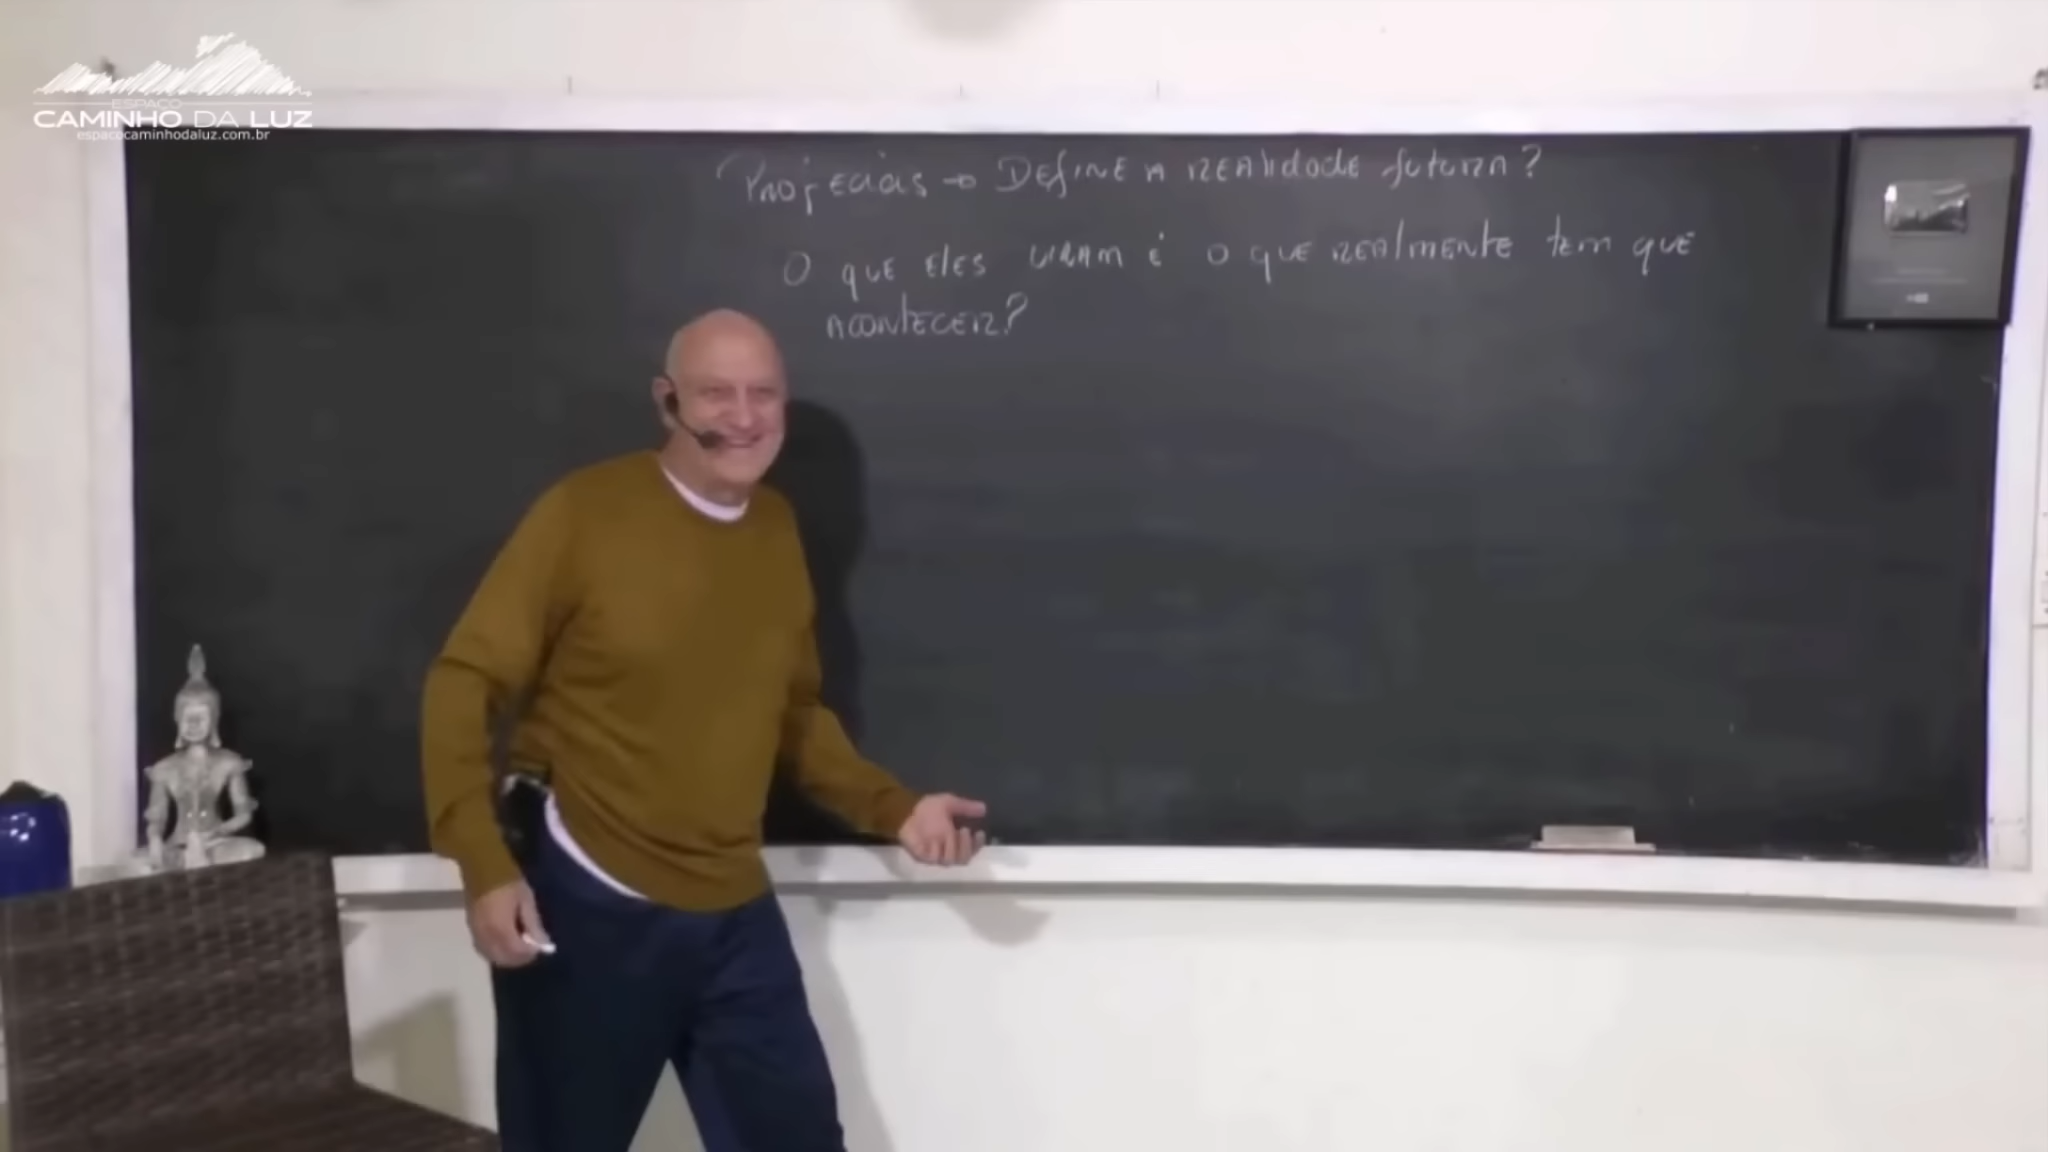 ESPAÇO
CAMINHO DA LUZ
espacocaminhodaluz.com.br
Profecias → Define a realidade futura?
O que eles viram é o que realmente tem que
acontecer?